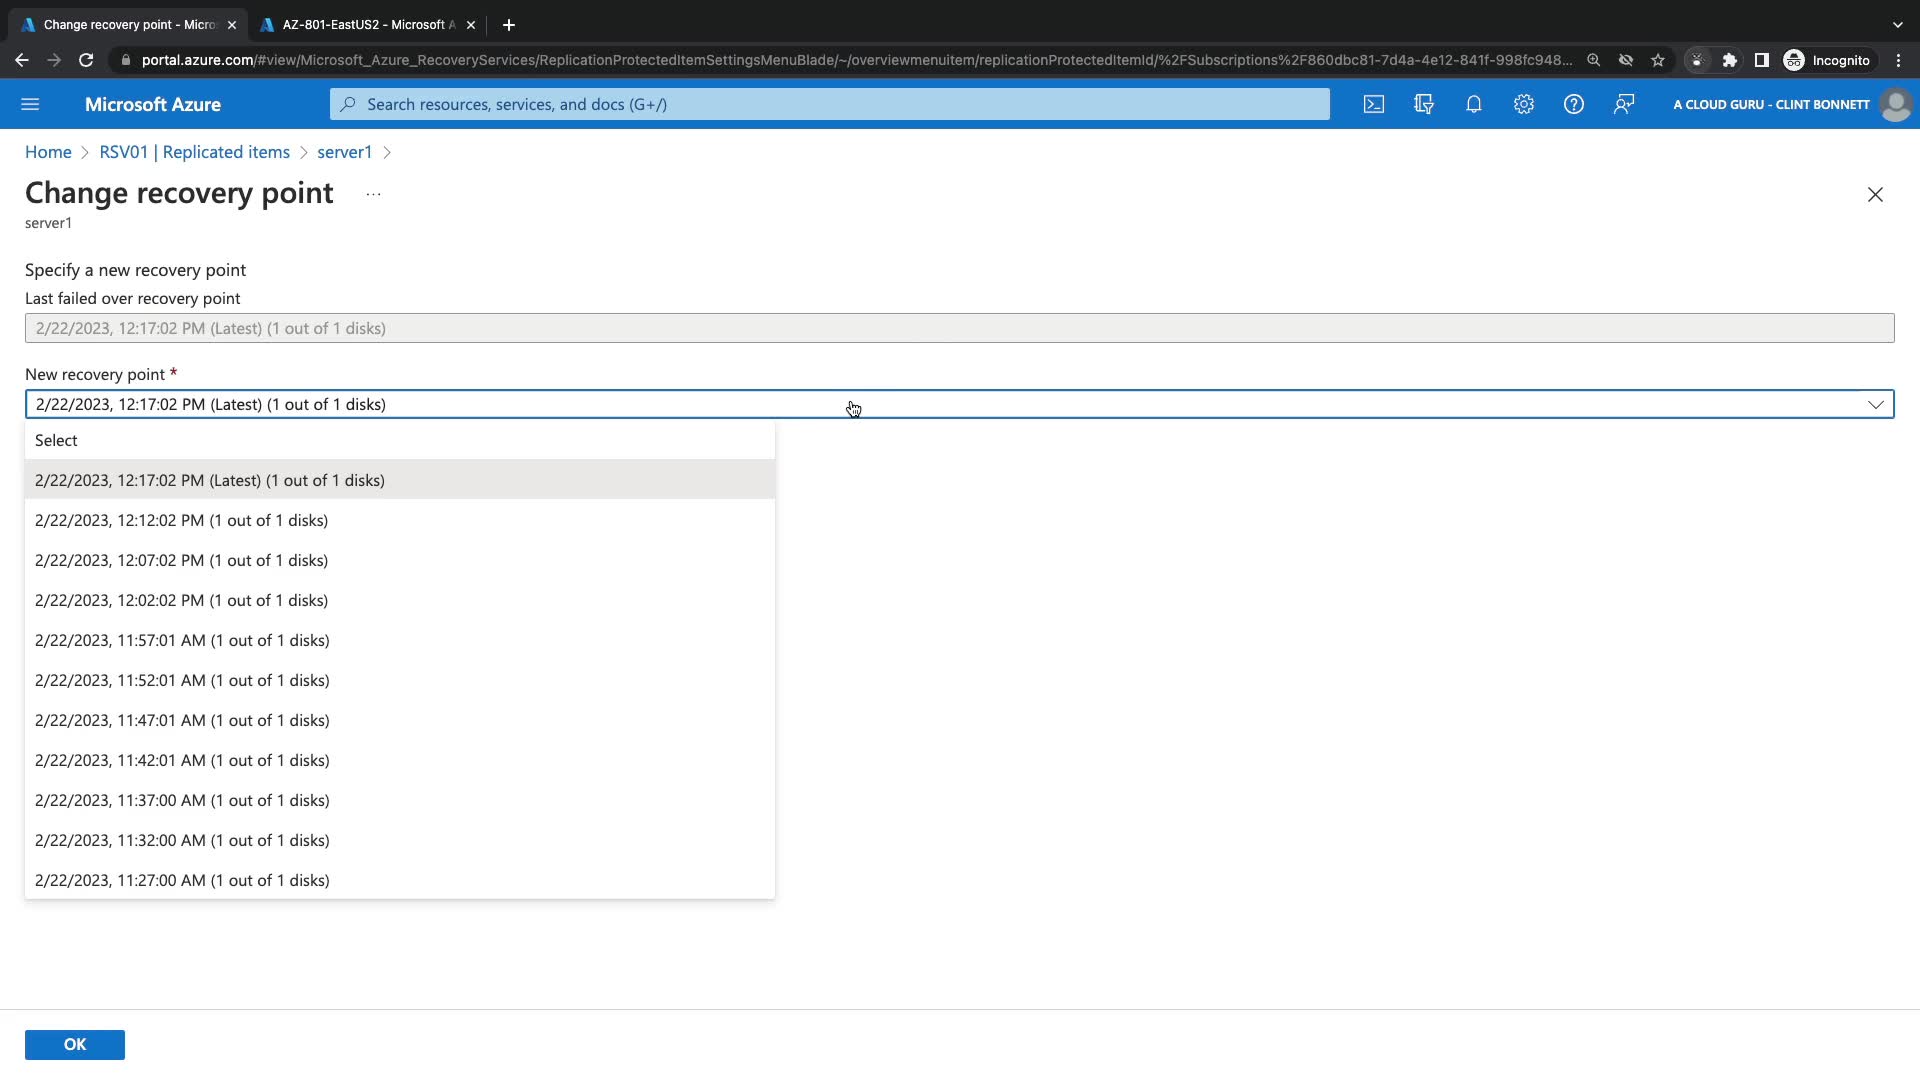 Change recovery point - Micro
AZ-801-EastUS2 - Microsoft A
portal.azure.com/#view/Microsoft_Azure_RecoveryServices/ReplicationProtectedItemSettingsMenuBlade/~/overviewmenuitem/replicationProtectedItemId/%2FSubscriptions%2F860dbc81-7d4a-4e12-841f-998fc948...
Incognito
Microsoft Azure
Search resources, services, and docs (G+/)
A CLOUD GURU - CLINT BONNETT
Home > RSV01 | Replicated items > server1 >
Change recovery point ...
server1
Specify a new recovery point
Last failed over recovery point
2/22/2023, 12:17:02 PM (Latest) (1 out of 1 disks)
New recovery point *
2/22/2023, 12:17:02 PM (Latest) (1 out of 1 disks)
Select
2/22/2023, 12:17:02 PM (Latest) (1 out of 1 disks)
2/22/2023, 12:12:02 PM (1 out of 1 disks)
2/22/2023, 12:07:02 PM (1 out of 1 disks)
2/22/2023, 12:02:02 PM (1 out of 1 disks)
2/22/2023, 11:57:01 AM (1 out of 1 disks)
2/22/2023, 11:52:01 AM (1 out of 1 disks)
2/22/2023, 11:47:01 AM (1 out of 1 disks)
2/22/2023, 11:42:01 AM (1 out of 1 disks)
2/22/2023, 11:37:00 AM (1 out of 1 disks)
2/22/2023, 11:32:00 AM (1 out of 1 disks)
2/22/2023, 11:27:00 AM (1 out of 1 disks)
OK